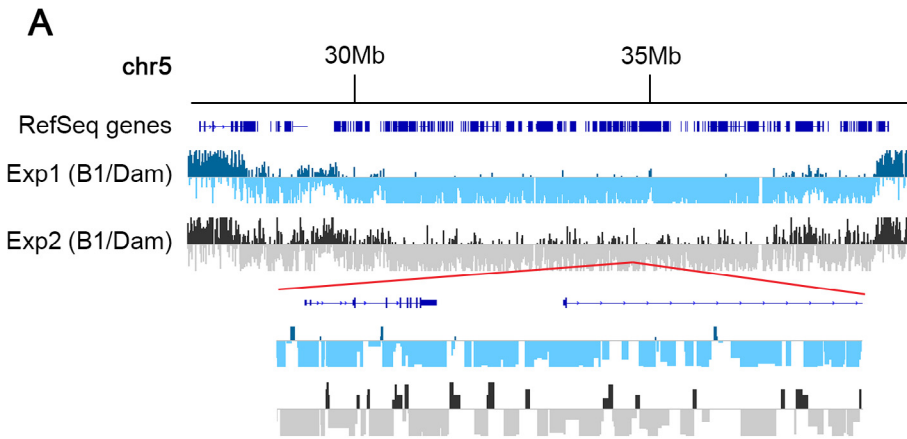 A
30Mb 35Mb
chr5
RefSeq genes
Exp1 (B1/Dam)
Exp2 (B1/Dam)